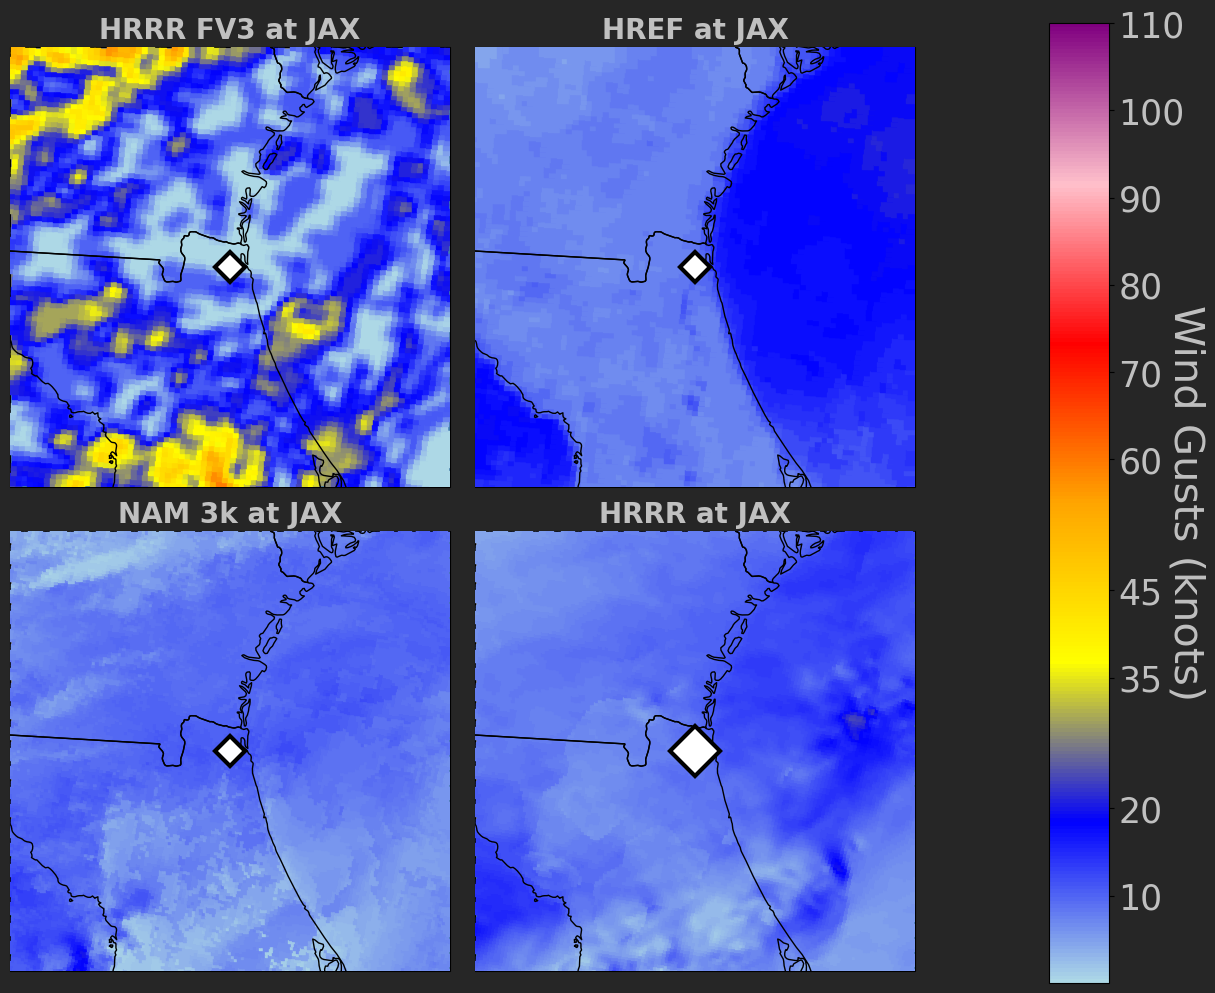 HRRR FV3 at JAX
HREF at JAX
NAM 3k at JAX
HRRR at JAX
110
100
90
80
70
60
45
35
20
10
Wind Gusts (knots)